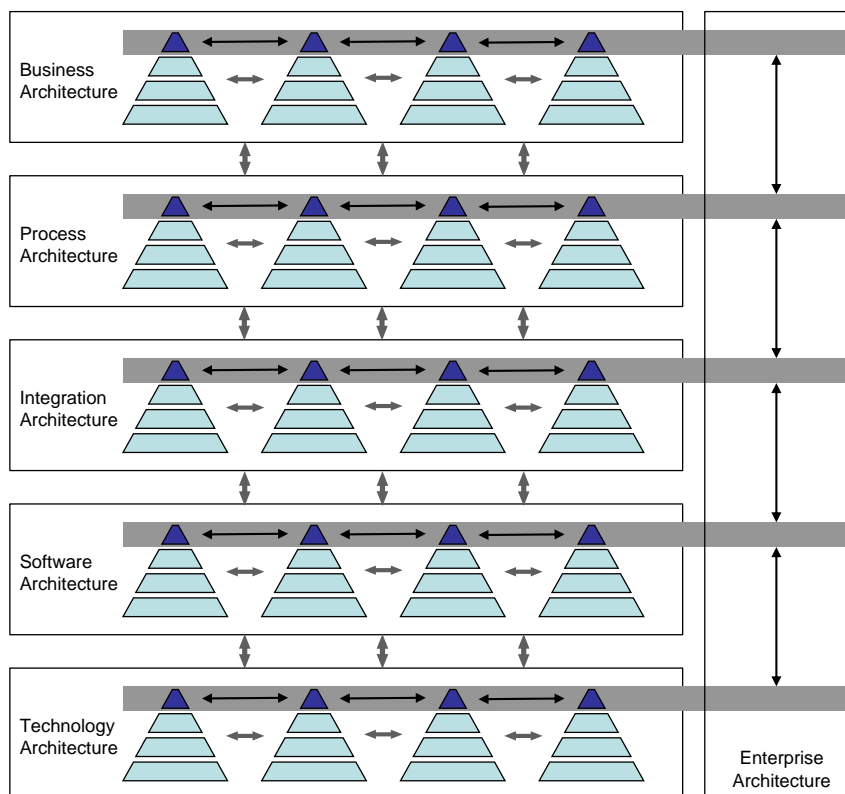 Business
Architecture
Process
Architecture
Integration
Architecture
Software
Architecture
Technology
Architecture
Enterprise
Architecture